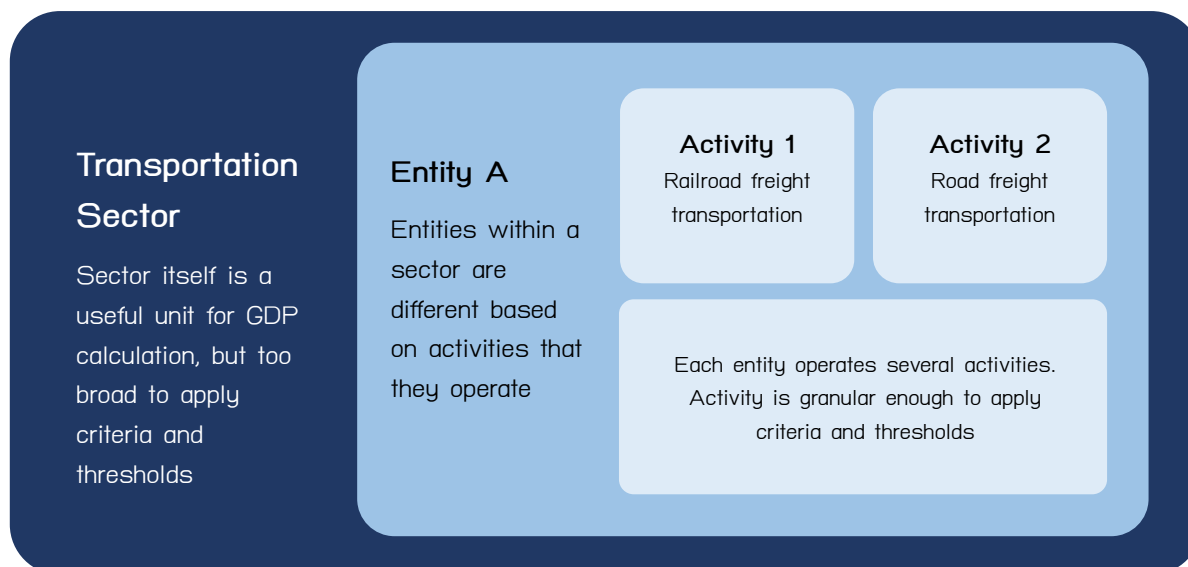 Transportation
Sector
Sector itself is a
useful unit for GDP
calculation, but too
broad to apply
criteria and
thresholds
Entity A
Entities within a
sector are
different based
on activities that
they operate
Activity 1
Railroad freight
transportation
Activity 2
Road freight
transportation
Each entity operates several activities.
Activity is granular enough to apply
criteria and thresholds